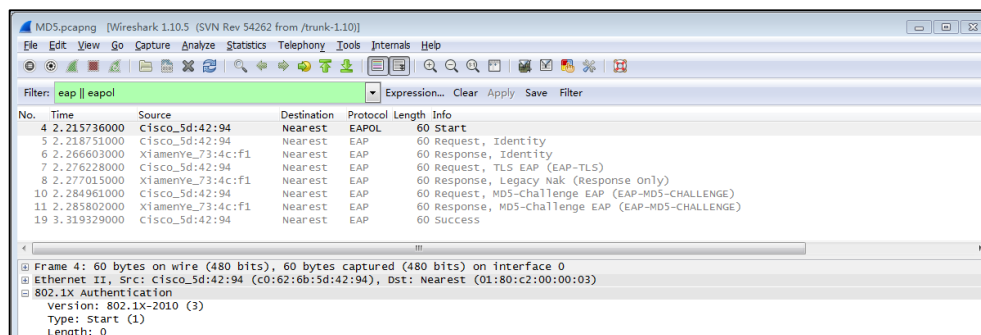 MD5.pcapng [Wireshark 1.10.5 (SVN Rev 54262 from /trunk-1.10)]
File Edit View Go Capture Analyze Statistics Telephony Tools Internals Help
Filter: eap || eapol Expression... Clear Apply Save Filter
No. Time Source Destination Protocol Length Info
4 2.215736000 Cisco_5d:42:94 Nearest EAPOL 60 Start
5 2.218751000 Cisco_5d:42:94 Nearest EAP 60 Request, Identity
6 2.266603000 XiamenYe_73:4c:f1 Nearest EAP 60 Response, Identity
7 2.276228000 Cisco_5d:42:94 Nearest EAP 60 Request, TLS EAP (EAP-TLS)
8 2.277015000 XiamenYe_73:4c:f1 Nearest EAP 60 Response, Legacy Nak (Response Only)
10 2.284961000 Cisco_5d:42:94 Nearest EAP 60 Request, MD5-Challenge EAP (EAP-MD5-CHALLENGE)
11 2.285802000 XiamenYe_73:4c:f1 Nearest EAP 60 Response, MD5-Challenge EAP (EAP-MD5-CHALLENGE)
19 3.319329000 Cisco_5d:42:94 Nearest EAP 60 Success
Frame 4: 60 bytes on wire (480 bits), 60 bytes captured (480 bits) on interface 0
Ethernet II, Src: Cisco_5d:42:94 (c0:62:6b:5d:42:94), Dst: Nearest (01:80:c2:00:00:03)
802.1X Authentication
Version: 802.1X-2010 (3)
Type: Start (1)
Length: 0